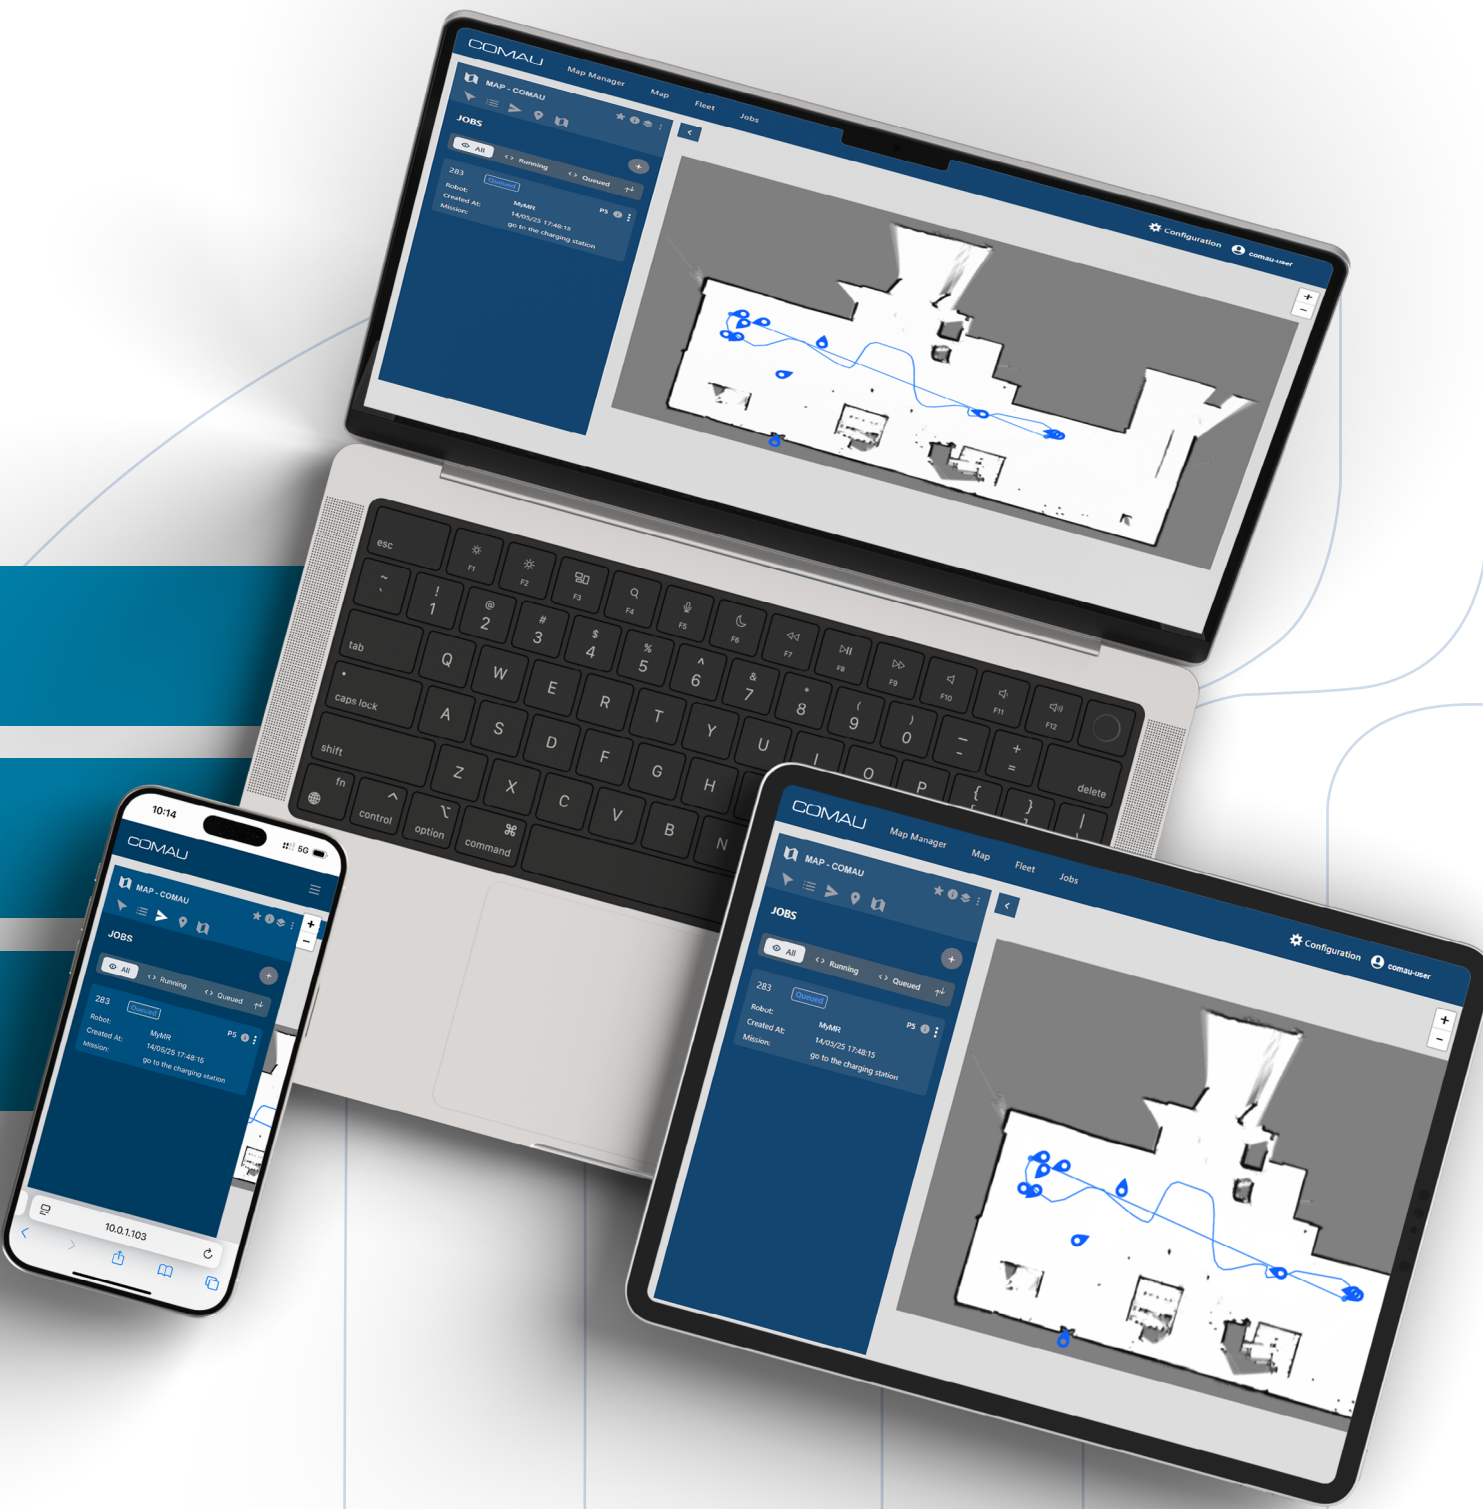 COMAU
Map Manager
Map
Fleet
Jobs
Configuration
comau-user
MAP - COMAU
JOBS
All
Running
Queued
283
Queued
P5
Robot:
MyMR
Created At:
14/05/25 17:48:15
Mission:
go to the charging station
+
−
esc
F1
F2
F3
F4
F5
F6
F7
F8
F9
F10
F11
F12
~ ! @ # $ % ^ & * ( ) _ +
` 1 2 3 4 5 6 7 8 9 0 - =
delete
tab
Q W E R T Y U I O P { } |
caps lock
A S D F G H
shift
Z X C V B N
fn
control
option
command
10:14
5G
COMAU
MAP - COMAU
+
−
JOBS
All
Running
Queued
283
Queued
P5
Robot:
MyMR
Created At:
14/05/25 17:48:15
Mission:
go to the charging station
10.0.1.103
COMAU
Map Manager
Map
Fleet
Jobs
Configuration
comau-user
MAP - COMAU
JOBS
All
Running
Queued
283
Queued
P5
Robot:
MyMR
Created At:
14/05/25 17:48:15
Mission:
go to the charging station
+
−